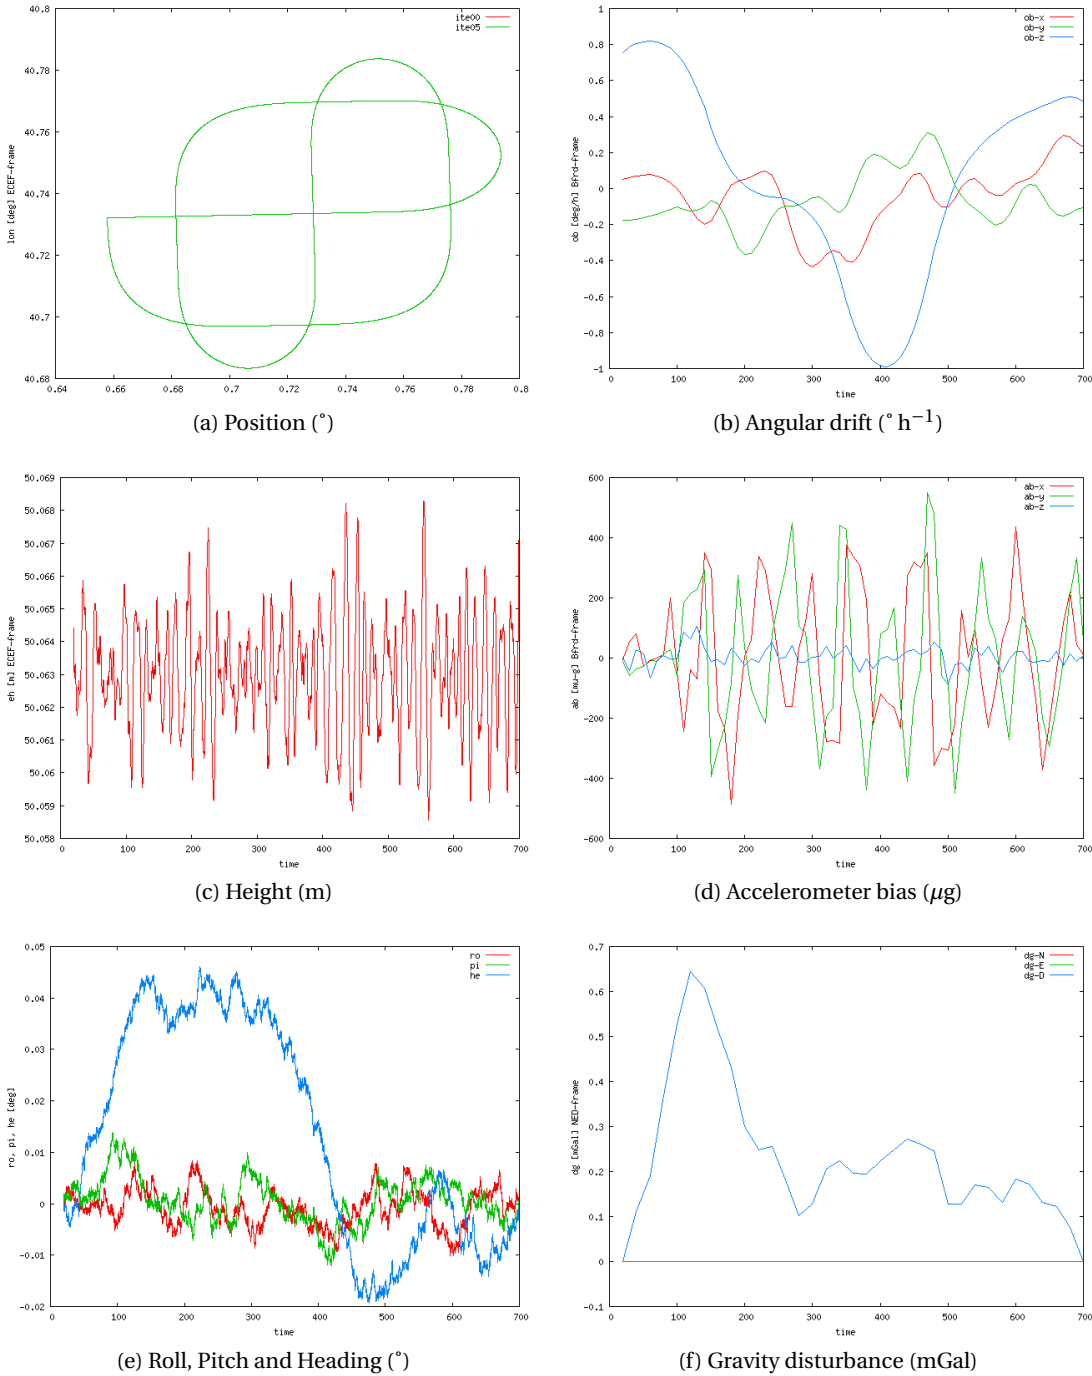 40.8
40.78
40.76
40.74
40.72
40.7
40.68
lon [deg] ECEF-frame
ite00
ite05
0.64 0.66 0.68 0.7 0.72 0.74 0.76 0.78 0.8
(a) Position (°)
1
0.8
0.6
0.4
0.2
0
-0.2
-0.4
-0.6
-0.8
-1
ob [deg/h] Bfrd-frame
ob-x
ob-y
ob-z
0 100 200 300 400 500 600 700
time
(b) Angular drift (° h−1)
50.069
50.068
50.067
50.066
50.065
50.064
50.063
50.062
50.061
50.06
50.059
50.058
eh [m] ECEF-frame
0 100 200 300 400 500 600 700
time
(c) Height (m)
600
400
200
0
-200
-400
-600
ab [mu-g] Bfrd-frame
ab-x
ab-y
ab-z
0 100 200 300 400 500 600 700
time
(d) Accelerometer bias (μg)
0.05
0.04
0.03
0.02
0.01
0
-0.01
-0.02
ro, pi, he [deg]
ro
pi
he
0 100 200 300 400 500 600 700
time
(e) Roll, Pitch and Heading (°)
0.7
0.6
0.5
0.4
0.3
0.2
0.1
0
-0.1
dg [mGal] NED-frame
dg-N
dg-E
dg-D
0 100 200 300 400 500 600 700
time
(f) Gravity disturbance (mGal)